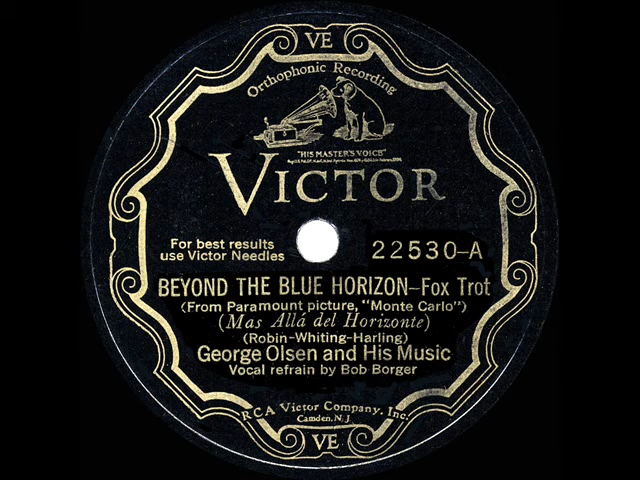 VE
Orthophonic Recording
"HIS MASTER'S VOICE"
VICTOR
For best results
use Victor Needles
22530-A
BEYOND THE BLUE HORIZON-Fox Trot
(From Paramount picture, "Monte Carlo")
(Mas Allá del Horizonte)
(Robin-Whiting-Harling)
George Olsen and His Music
Vocal refrain by Bob Borger
RCA Victor Company, Inc.
Camden, N. J
VE